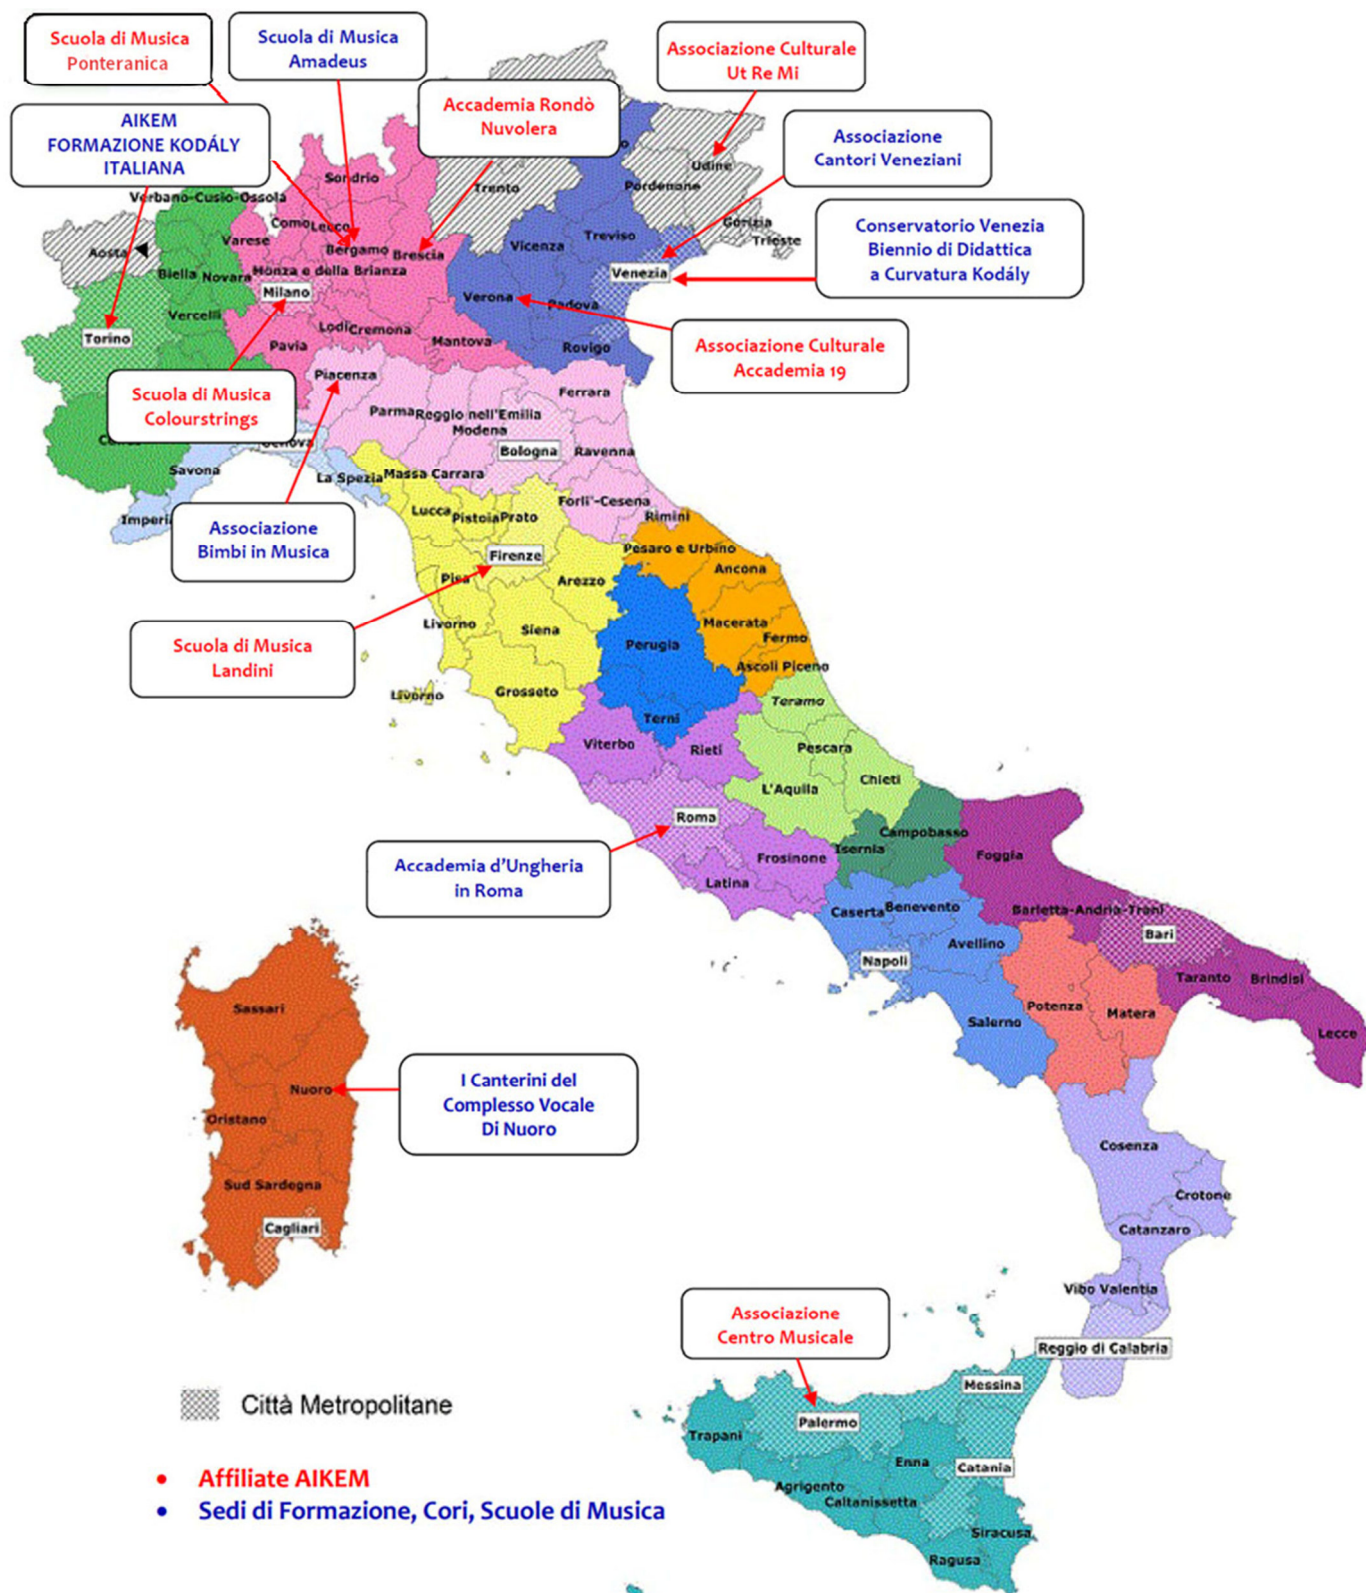 Scuola di Musica
Ponteranica
Scuola di Musica
Amadeus
Associazione Culturale
Ut Re Mi
AIKEM
FORMAZIONE KODÁLY
ITALIANA
Accademia Rondò
Nuvolera
Associazione
Cantori Veneziani
Conservatorio Venezia
Biennio di Didattica
a Curvatura Kodály
Associazione Culturale
Accademia 19
Scuola di Musica
Colourstrings
Associazione
Bimbi in Musica
Scuola di Musica
Landini
Accademia d'Ungheria
in Roma
I Canterini del
Complesso Vocale
Di Nuoro
Associazione
Centro Musicale
Verbano-Cusio-Ossola
Sondrio
Trento
Udine
Pordenone
Gorizia
Trieste
Aosta
Como
Lecco
Varese
Bergamo
Brescia
Vicenza
Treviso
Biella
Novara
Monza e della Brianza
Milano
Venezia
Verona
Padova
Vercelli
Torino
Lodi
Cremona
Pavia
Mantova
Rovigo
Piacenza
Ferrara
Parma
Reggio nell'Emilia
Modena
Bologna
Ravenna
Savona
La Spezia
Massa Carrara
Forli'-Cesena
Rimini
Lucca
Pistoia
Prato
Firenze
Pesaro e Urbino
Ancona
Pisa
Arezzo
Livorno
Siena
Macerata
Fermo
Perugia
Ascoli Piceno
Livorno
Grosseto
Teramo
Terni
Viterbo
Rieti
Pescara
Chieti
L'Aquila
Roma
Frosinone
Latina
Isernia
Campobasso
Foggia
Caserta
Benevento
Barletta-Andria-Trani
Bari
Avellino
Napoli
Taranto
Brindisi
Potenza
Matera
Salerno
Lecce
Sassari
Nuoro
Oristano
Sud Sardegna
Cagliari
Cosenza
Crotone
Catanzaro
Vibo Valentia
Reggio di Calabria
Messina
Palermo
Trapani
Enna
Catania
Agrigento
Caltanissetta
Siracusa
Ragusa
Città Metropolitane
• Affiliate AIKEM
• Sedi di Formazione, Cori, Scuole di Musica